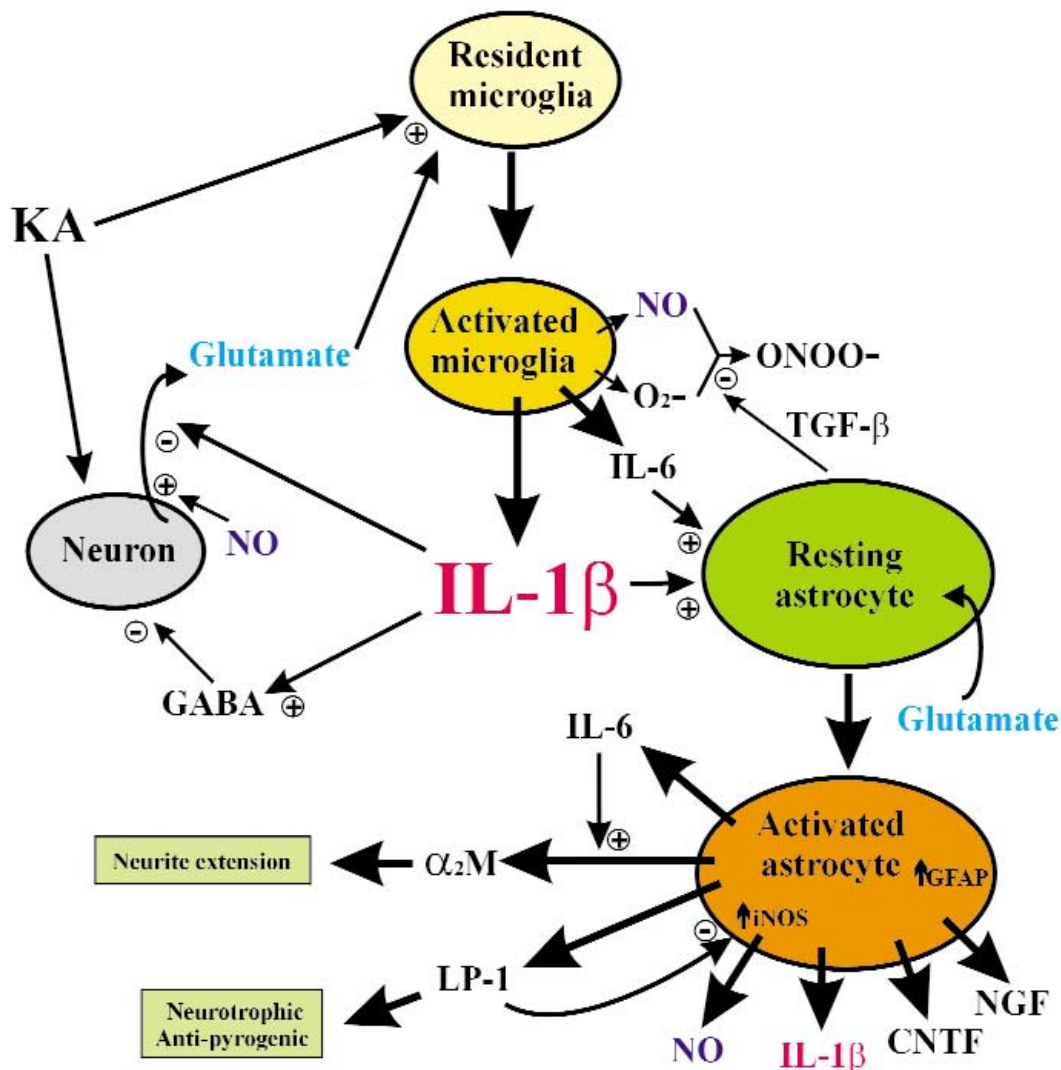 Resident
microglia
⊕
KA
Activated
microglia
NO
Glutamate
ONOO-
⊖
O₂-
TGF-β
⊖
IL-6
⊕
NO
Neuron
⊕
Resting
astrocyte
IL-1β
⊕
⊖
GABA ⊕
Glutamate
IL-6
Activated
astrocyte
⊕
Neurite extension
α₂M
↑GFAP
↑iNOS
⊖
LP-1
NGF
Neurotrophic
Anti-pyrogenic
CNTF
NO
IL-1β